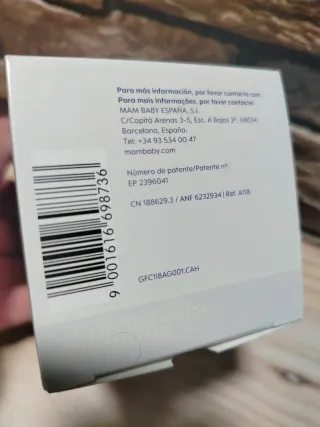 Para más información, por favor contacte con:
Para mais informações, por favor contacte:
MAM BABY ESPAÑA, S.L.
C/Capità Arenas 3-5, Esc. A Bajos 2ª, 08034;
Barcelona, España.
Tel: +34 93 534 00 47
mambaby.com
Número de patente/Patente nº:
EP 2396041
CN 188629.3 / ANF 6232934 | Ref.: A118
GFC118AG001.CAH
9 001616 698736